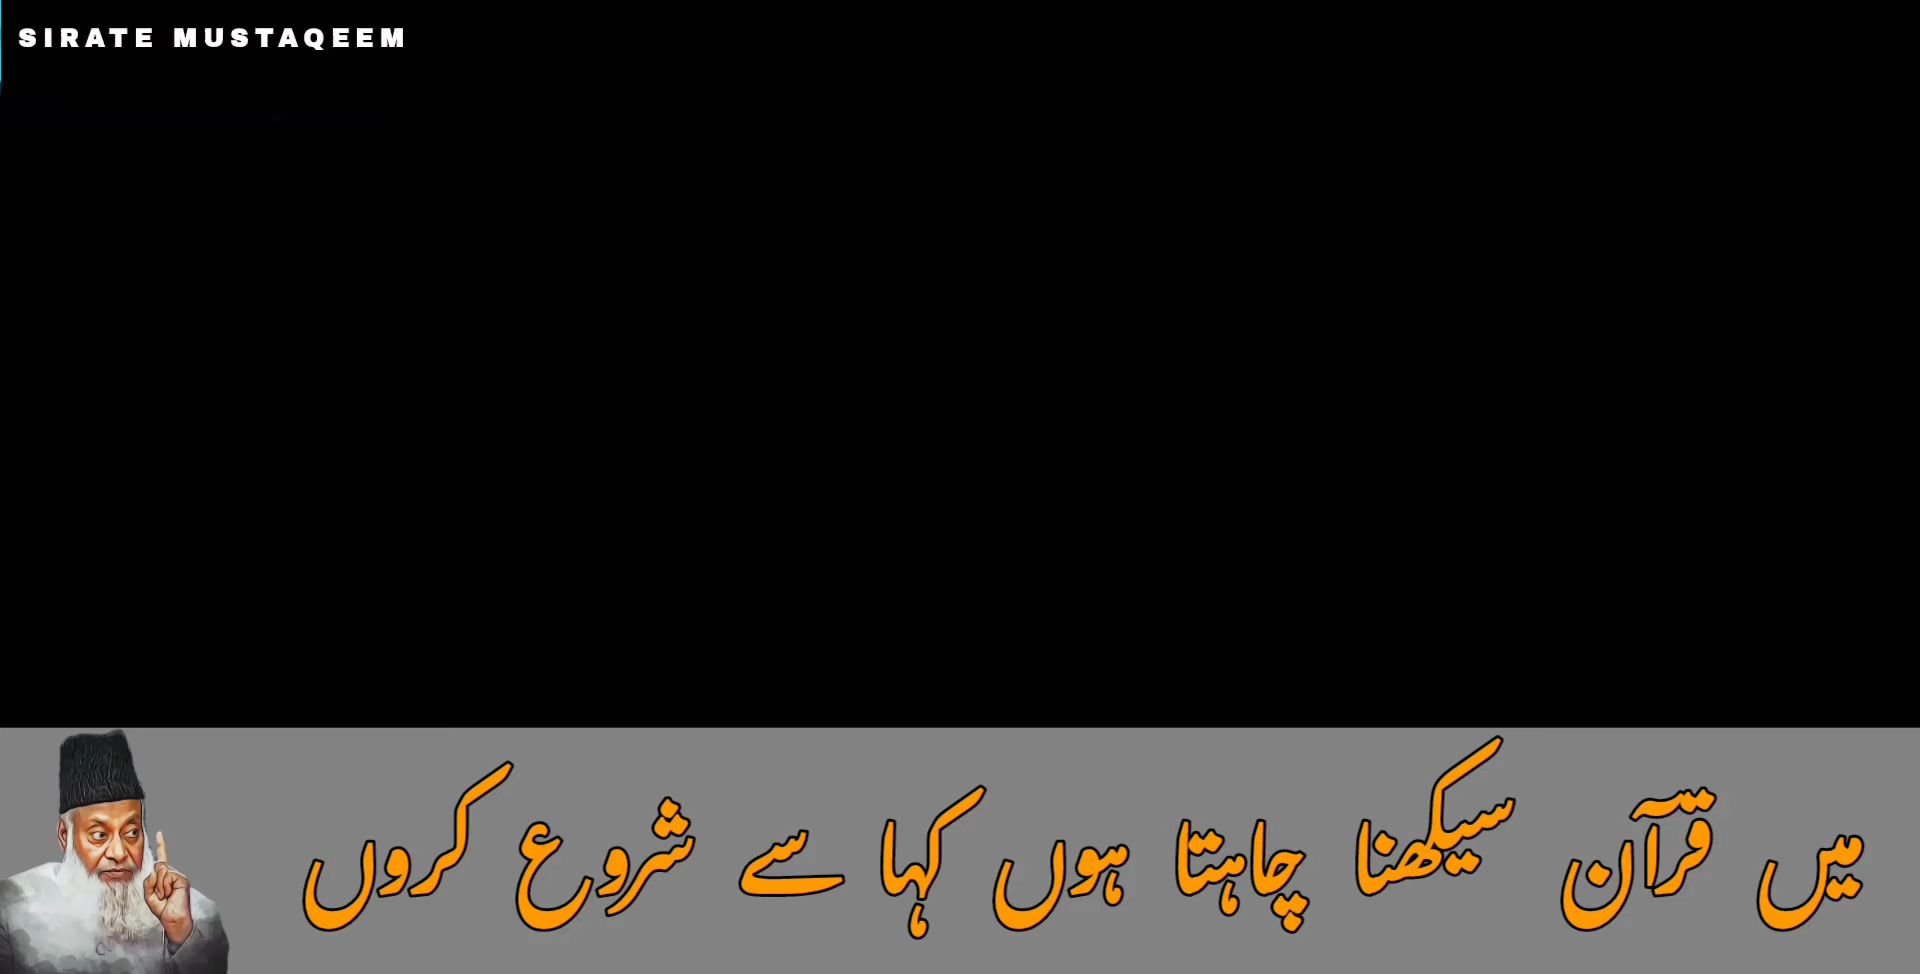 SIRATE MUSTAQEEM
میں قرآن سیکھنا چاہتا ہوں کہا سے شروع کروں